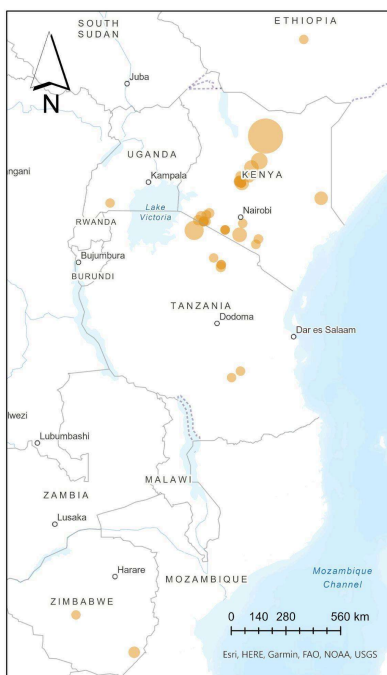 ETHIOPIA
SOUTH
SUDAN
Juba
N
UGANDA
ngani
Kampala
KENYA
Lake
Victoria
Nairobi
RWANDA
Bujumbura
BURUNDI
TANZANIA
Dodoma
Dar es Salaam
lwezi
Lubumbashi
MALAWI
ZAMBIA
Lusaka
Harare
MOZAMBIQUE
Mozambique
Channel
ZIMBABWE
0 140 280 560 km
Esri, HERE, Garmin, FAO, NOAA, USGS